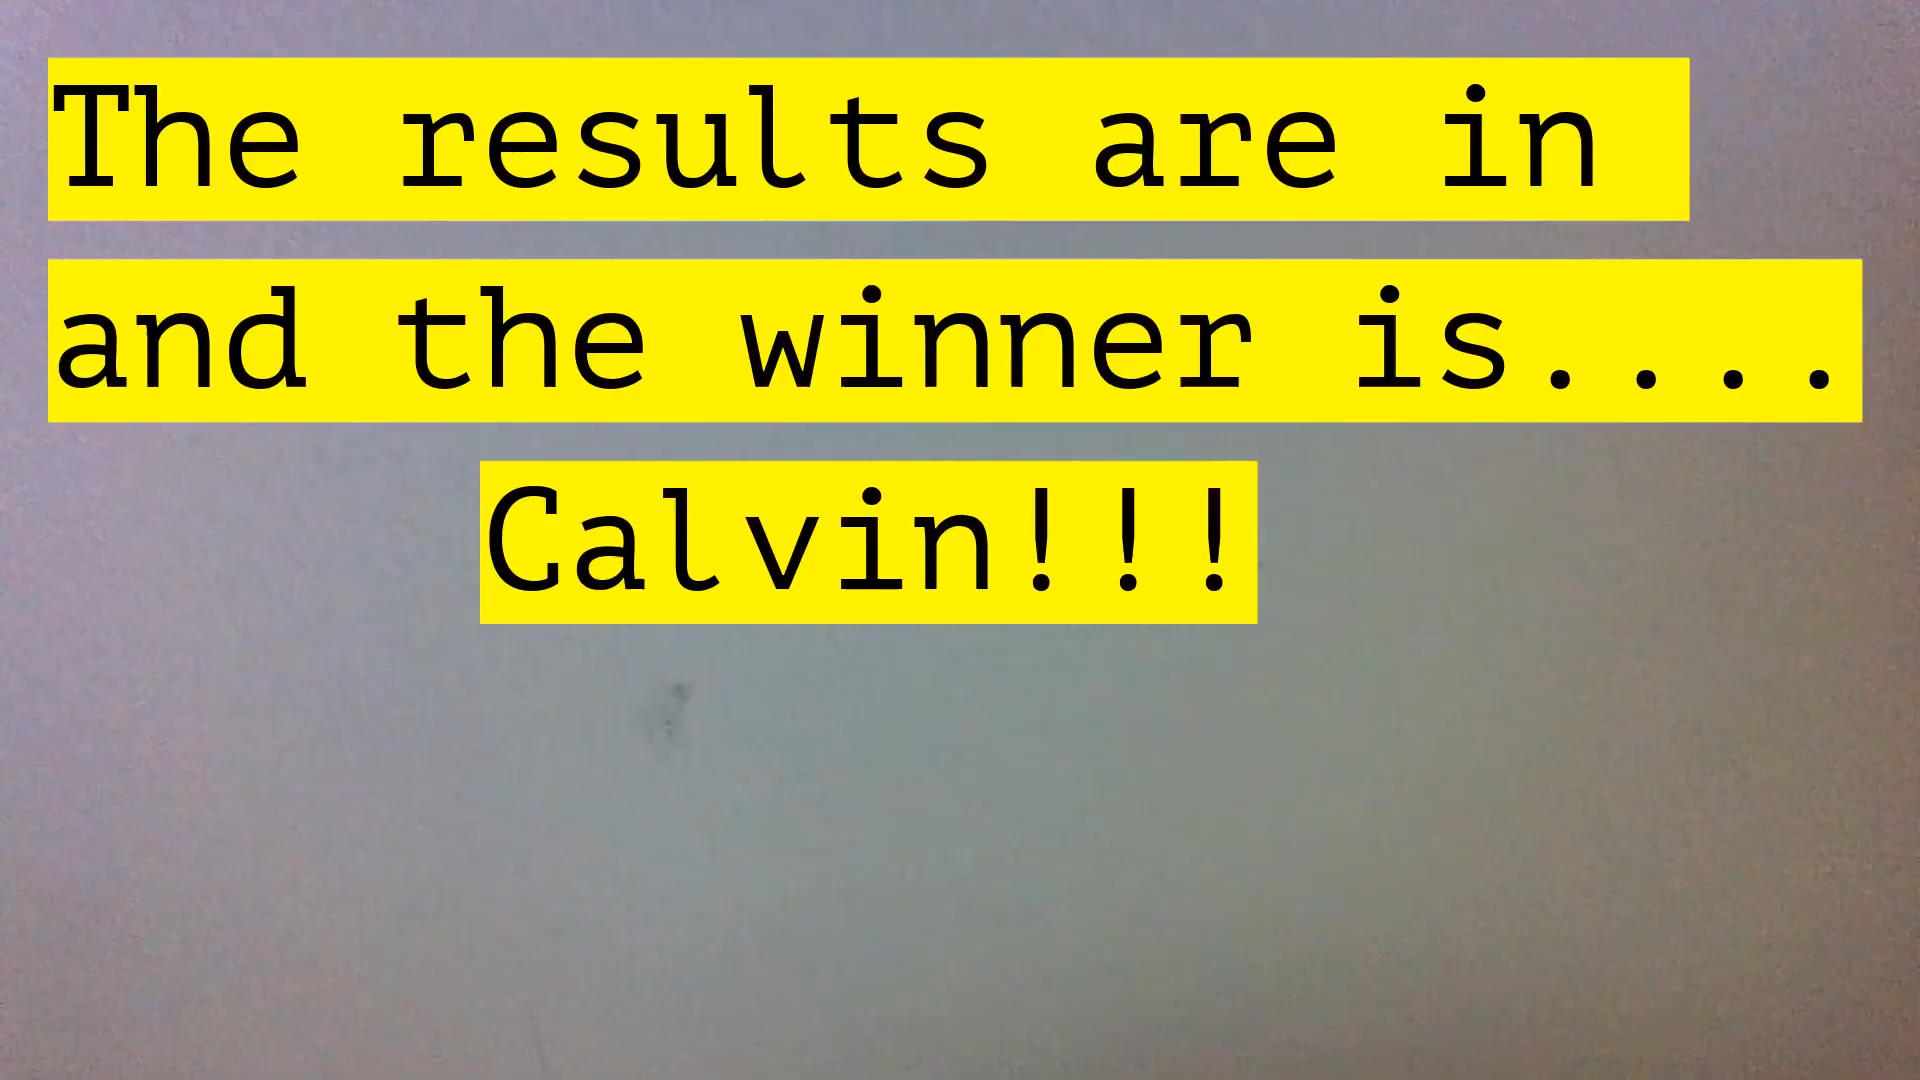 The results are in
and the winner is....
Calvin!!!